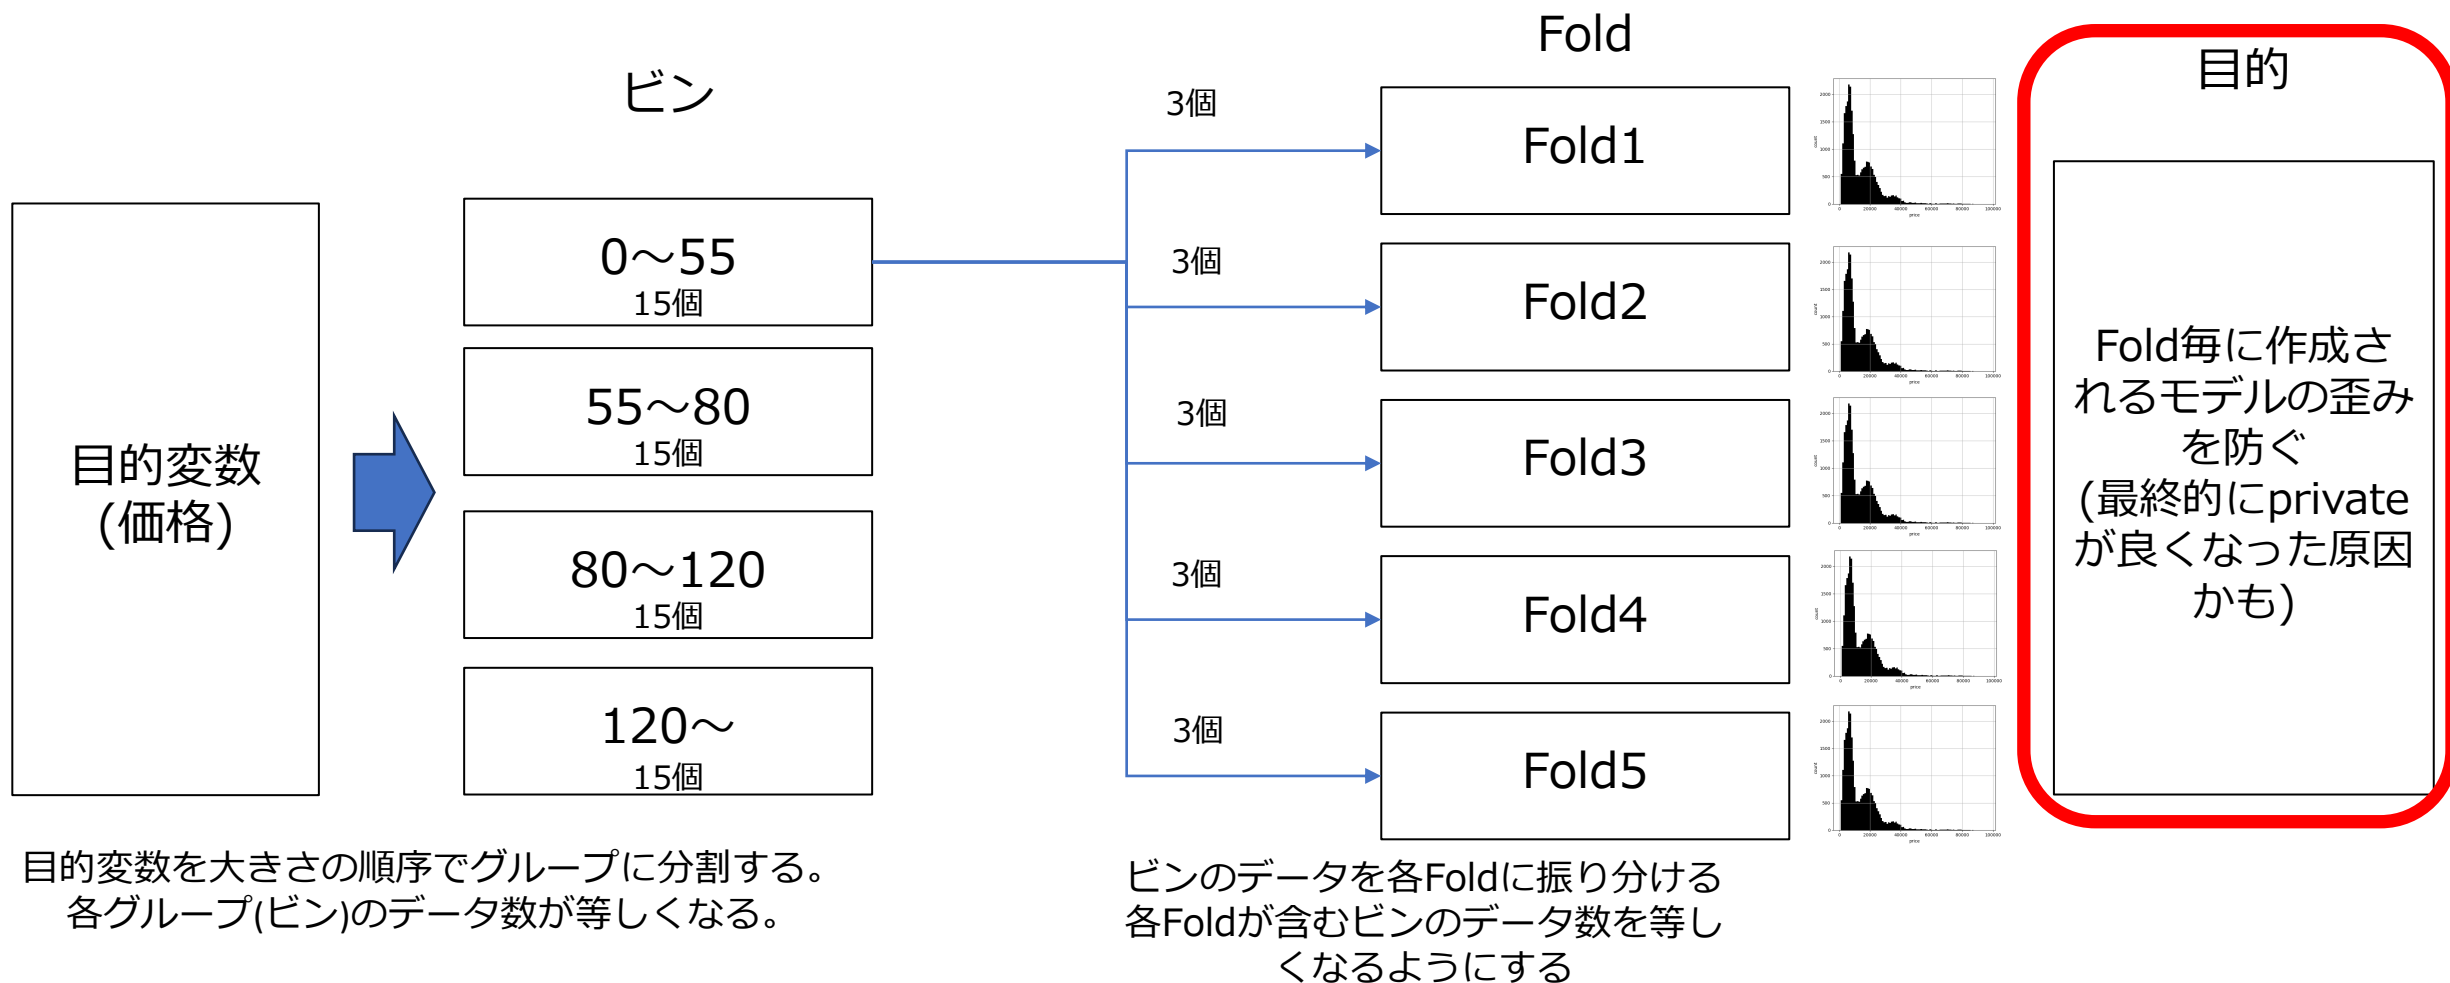 目的変数
(価格)
目的変数を大きさの順序でグループに分割する。
各グループ(ビン)のデータ数が等しくなる。
ビン
0～55
15個
55～80
15個
80～120
15個
120～
15個
3個
3個
3個
3個
3個
Fold
Fold1
Fold2
Fold3
Fold4
Fold5
ビンのデータを各Foldに振り分ける
各Foldが含むビンのデータ数を等し
くなるようにする
目的
Fold毎に作成さ
れるモデルの歪み
を防ぐ
(最終的にprivate
が良くなった原因
かも)